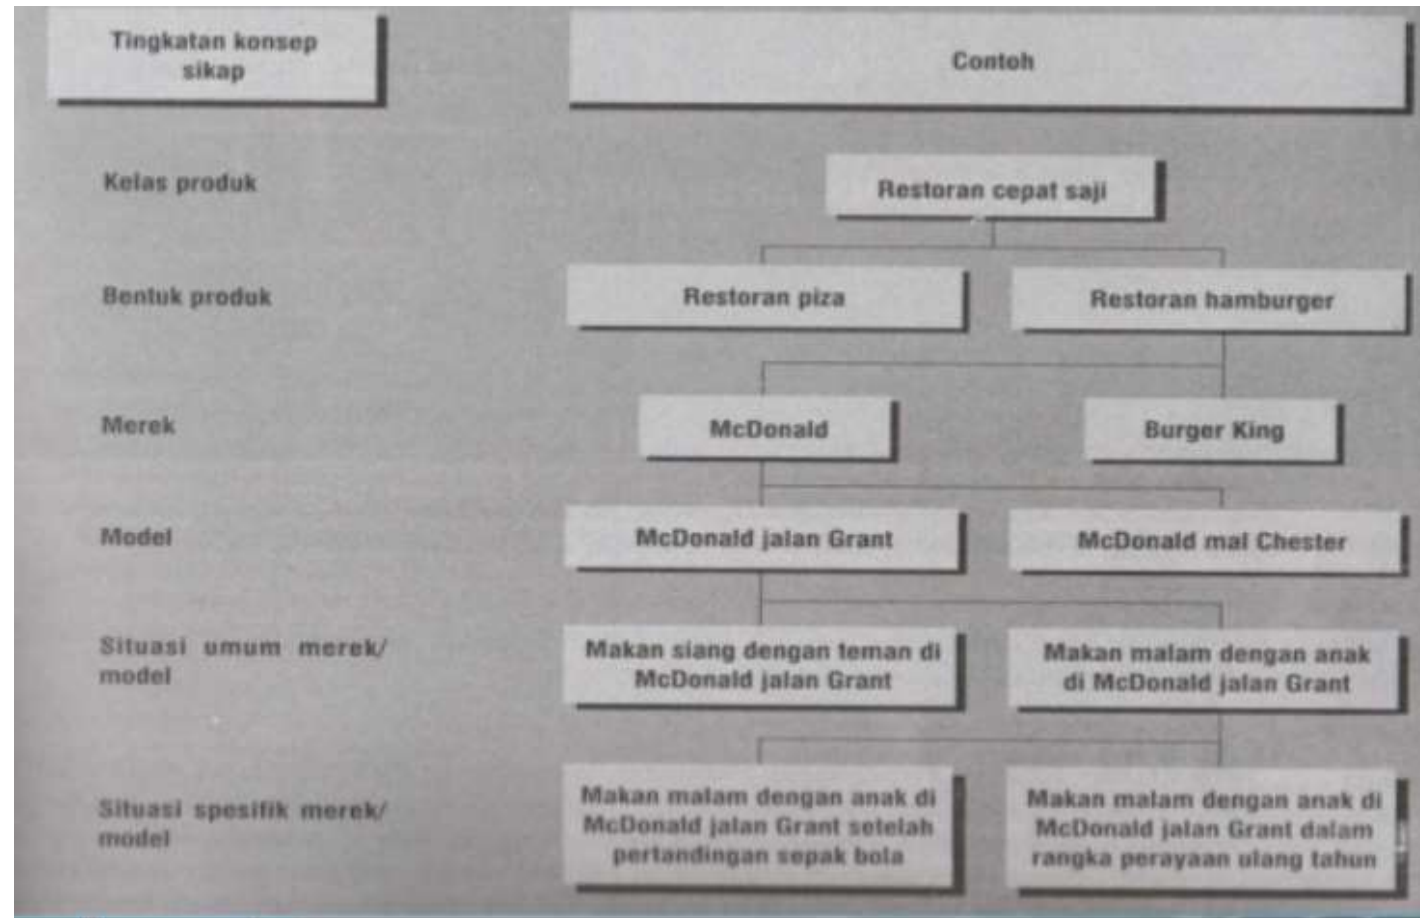 Tingkatan konsep
sikap
Contoh
Kelas produk
Restoran cepat saji
Bentuk produk
Restoran piza
Restoran hamburger
Merek
McDonald
Burger King
Model
McDonald jalan Grant
McDonald mal Chester
Situasi umum merek/
model
Makan siang dengan teman di
McDonald jalan Grant
Makan malam dengan anak
di McDonald jalan Grant
Situasi spesifik merek/
model
Makan malam dengan anak di
McDonald jalan Grant setelah
pertandingan sepak bola
Makan malam dengan anak di
McDonald jalan Grant dalam
rangka perayaan ulang tahun